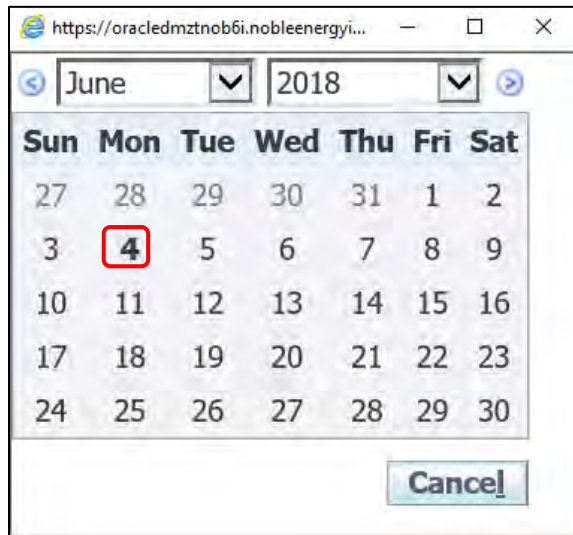 https://oracledmztnob6i.nobleenergyi...
June 2018
Sun Mon Tue Wed Thu Fri Sat
27 28 29 30 31 1 2
3 4 5 6 7 8 9
10 11 12 13 14 15 16
17 18 19 20 21 22 23
24 25 26 27 28 29 30
Cancel